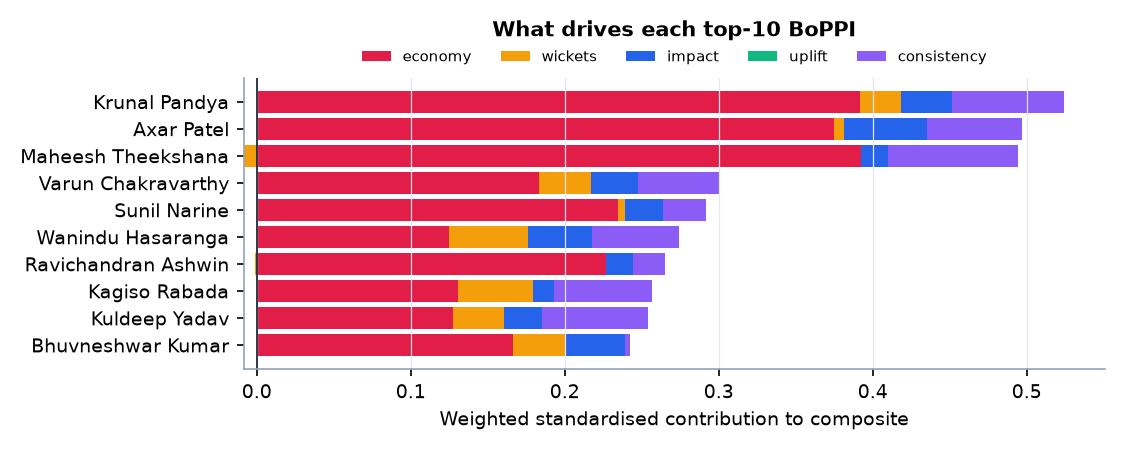 What drives each top-10 BoPPI
economy wickets impact uplift consistency
Krunal Pandya
Axar Patel
Maheesh Theekshana
Varun Chakravarthy
Sunil Narine
Wanindu Hasaranga
Ravichandran Ashwin
Kagiso Rabada
Kuldeep Yadav
Bhuvneshwar Kumar
0.0 0.1 0.2 0.3 0.4 0.5
Weighted standardised contribution to composite